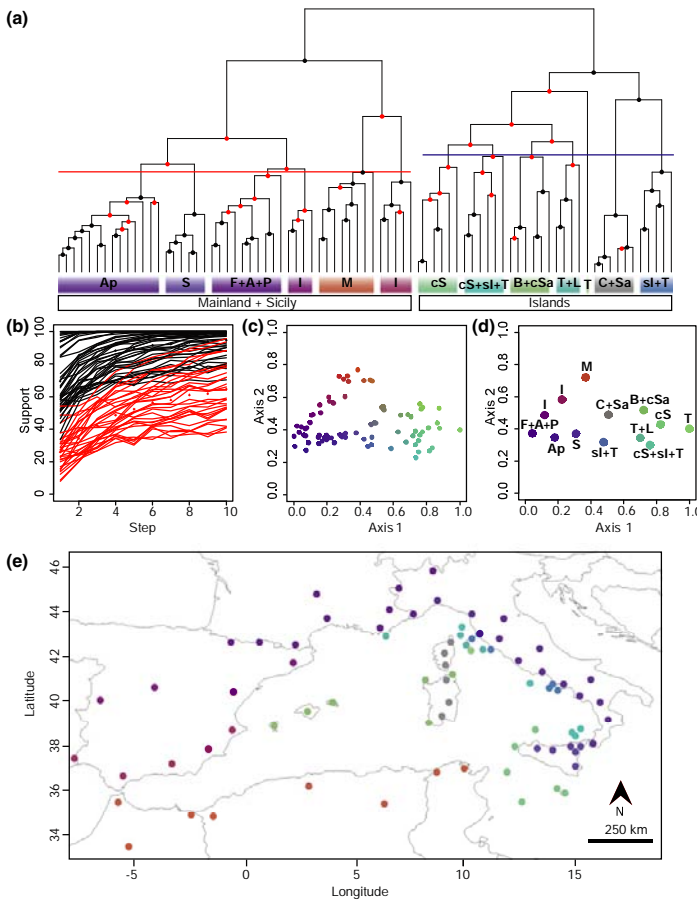 (a)
Ap S F+A+P I M I cS cS+sI+T B+cSa T+L T C+Sa sI+T
Mainland + Sicily Islands
(b) (c) (d)
Support
100
80
60
40
20
0
2 4 6 8 10
Step
Axis 2
1.0
0.8
0.6
0.4
0.2
0.0
0.0 0.2 0.4 0.6 0.8 1.0
Axis 1
Axis 2
1.0
0.8
0.6
0.4
0.2
0.0
M
I
I
F+A+P
Ap
S
C+Sa
sI+T
B+cSa
cS
T+L
cS+sI+T
T
0.0 0.2 0.4 0.6 0.8 1.0
Axis 1
(e)
Latitude
46
44
42
40
38
36
34
N
250 km
-5 0 5 10 15
Longitude